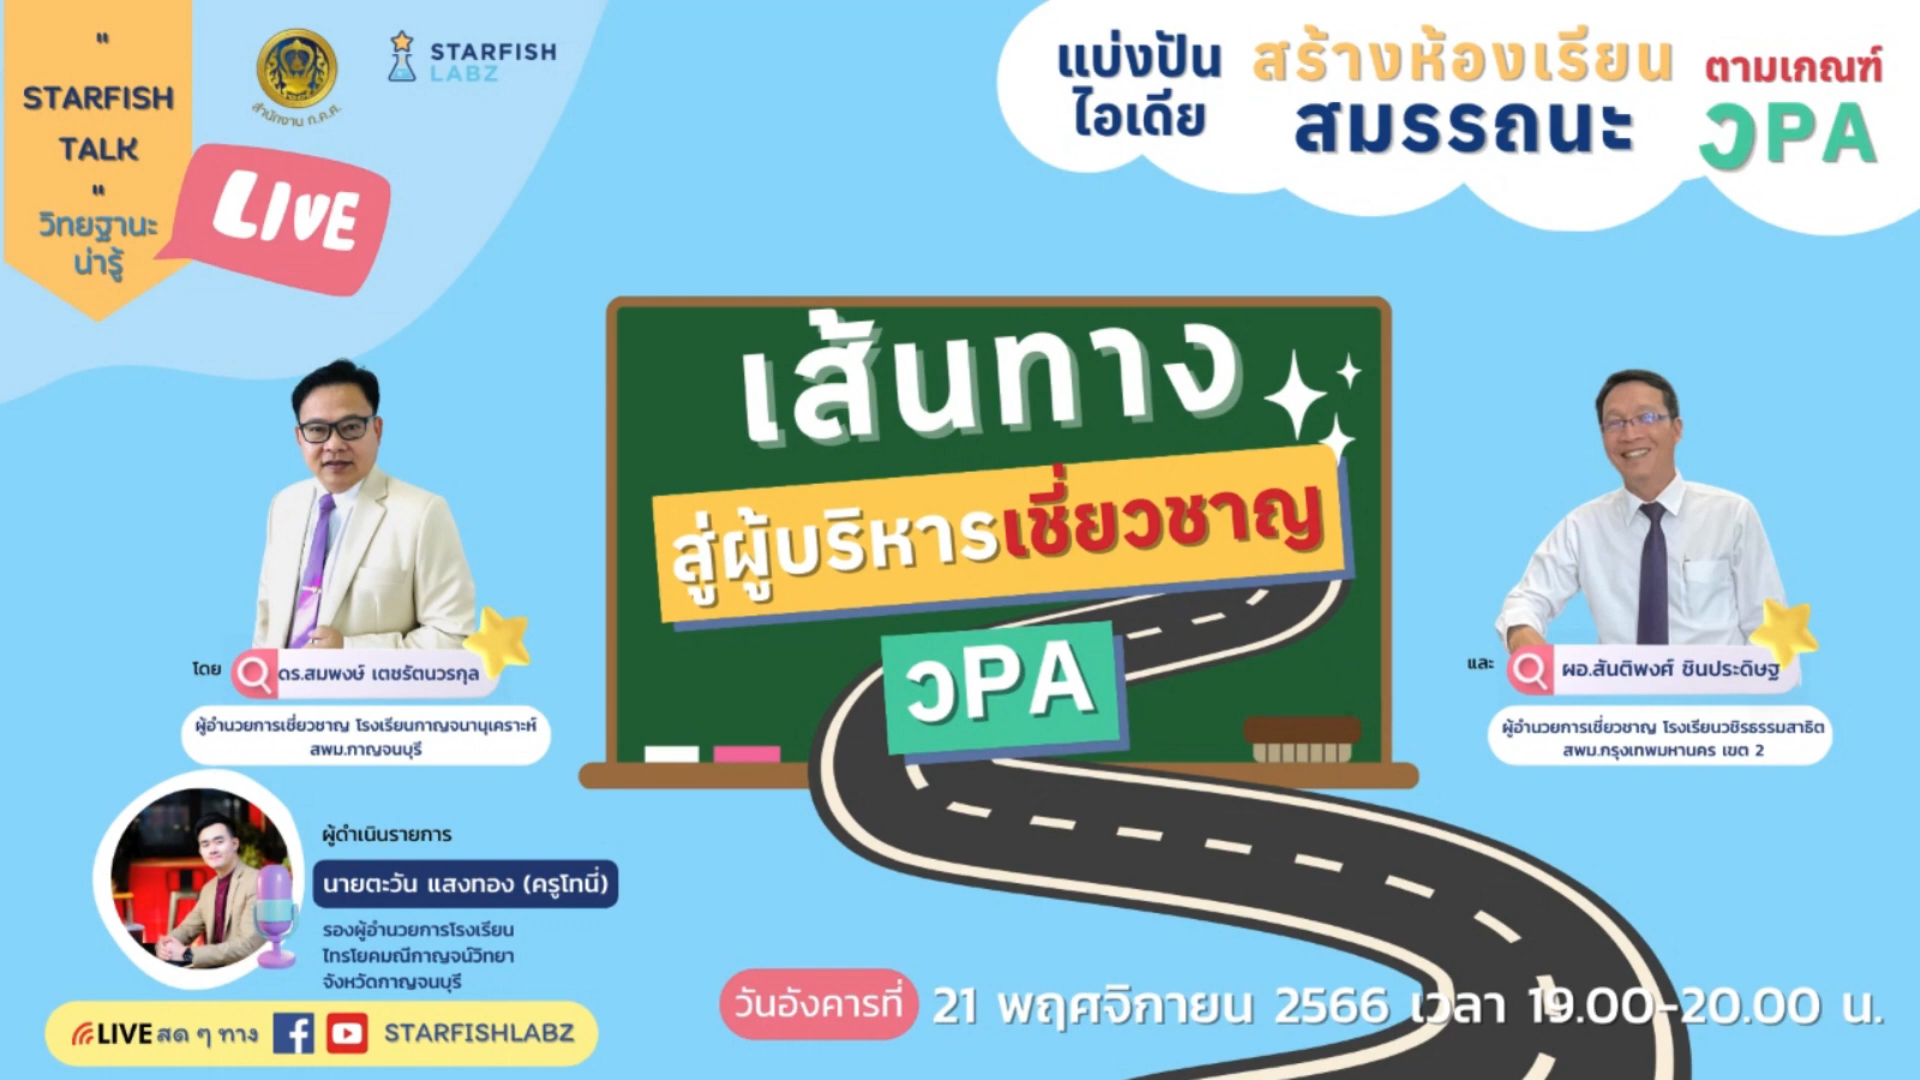 "
STARFISH
TALK
"
วิทยฐานะ
น่ารู้
LIVE
สำนักงาน ก.ค.ศ.
STARFISH
LABZ
แบ่งปัน
ไอเดีย
สร้างห้องเรียน
สมรรถนะ
ตามเกณฑ์
วPA
เส้นทาง
สู่ผู้บริหารเชี่ยวชาญ
วPA
โดย
ดร.สมพงษ์ เตชรัตนวรกุล
ผู้อำนวยการเชี่ยวชาญ โรงเรียนกาญจนานุเคราะห์
สพม.กาญจนบุรี
และ
ผอ.สันติพงศ์ ชินประดิษฐ
ผู้อำนวยการเชี่ยวชาญ โรงเรียนวชิรธรรมสาธิต
สพม.กรุงเทพมหานคร เขต 2
ผู้ดำเนินรายการ
นายตะวัน แสงทอง (ครูโทนี่)
รองผู้อำนวยการโรงเรียน
ไทรโยคมณีกาญจน์วิทยา
จังหวัดกาญจนบุรี
LIVE สด ๆ ทาง STARFISHLABZ
วันอังคารที่ 21 พฤศจิกายน 2566 เวลา 19.00-20.00 น.